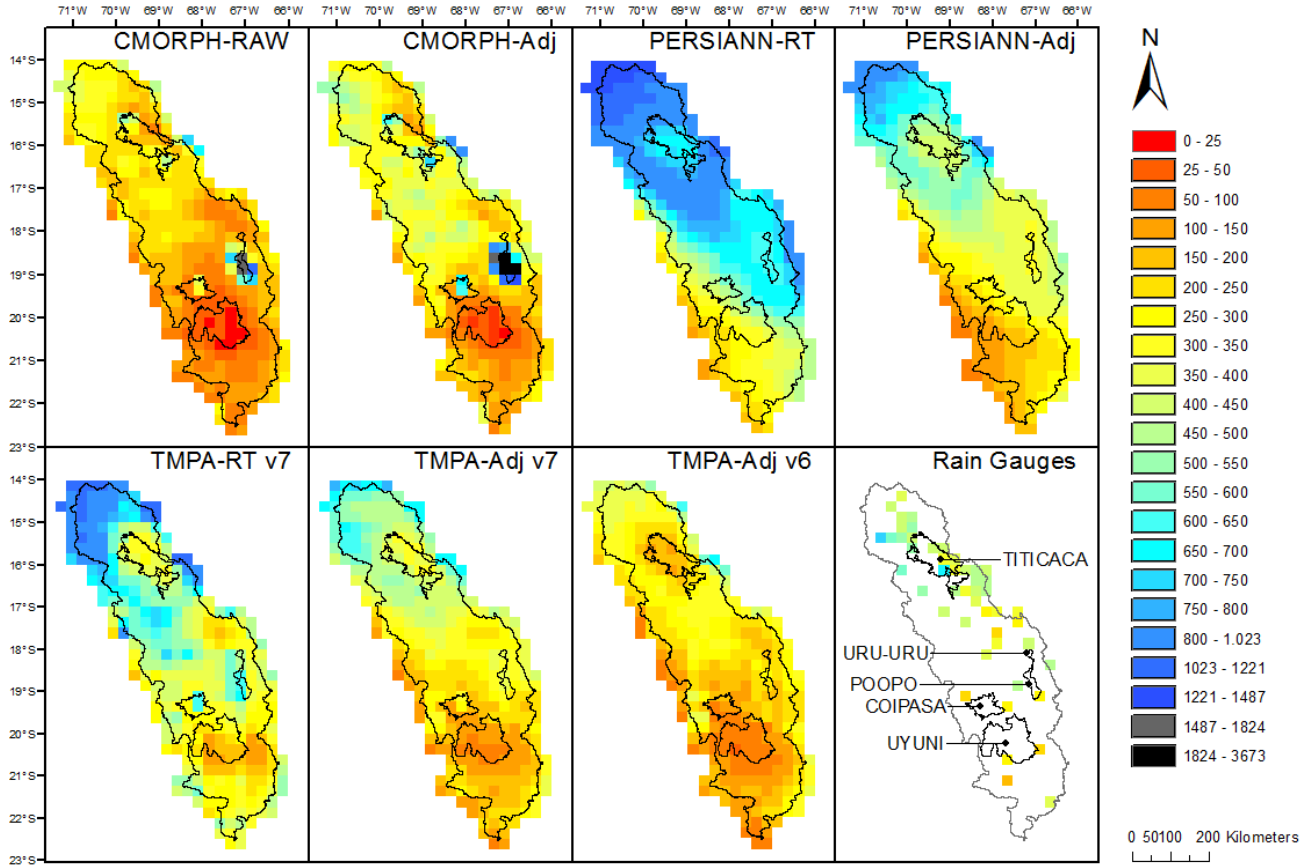 71°W 70°W 69°W 68°W 67°W 66°W 71°W 70°W 69°W 68°W 67°W 66°W 71°W 70°W 69°W 68°W 67°W 66°W 71°W 70°W 69°W 68°W 67°W 66°W
CMORPH-RAW
CMORPH-Adj
PERSIANN-RT
PERSIANN-Adj
14°S
15°S
16°S
17°S
18°S
19°S
20°S
21°S
22°S
23°S
TMPA-RT v7
TMPA-Adj v7
TMPA-Adj v6
Rain Gauges
14°S
15°S
16°S
17°S
18°S
19°S
20°S
21°S
22°S
23°S
TITICACA
URU-URU
POOPO
COIPASA
UYUNI
N
0 - 25
25 - 50
50 - 100
100 - 150
150 - 200
200 - 250
250 - 300
300 - 350
350 - 400
400 - 450
450 - 500
500 - 550
550 - 600
600 - 650
650 - 700
700 - 750
750 - 800
800 - 1.023
1023 - 1221
1221 - 1487
1487 - 1824
1824 - 3673
0 50100 200 Kilometers